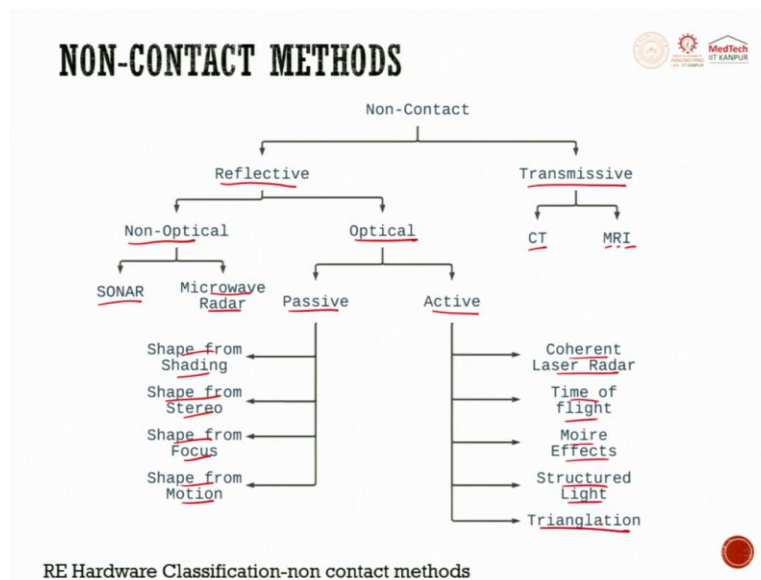 NON-CONTACT METHODS
MedTech
IIT KANPUR
Non-Contact
Reflective
Transmissive
Non-Optical
Optical
CT
MRI
SONAR
Microwave
Radar
Passive
Active
Shape from
Shading
Shape from
Stereo
Shape from
Focus
Shape from
Motion
Coherent
Laser Radar
Time of
flight
Moire
Effects
Structured
Light
Trianglation
RE Hardware Classification-non contact methods